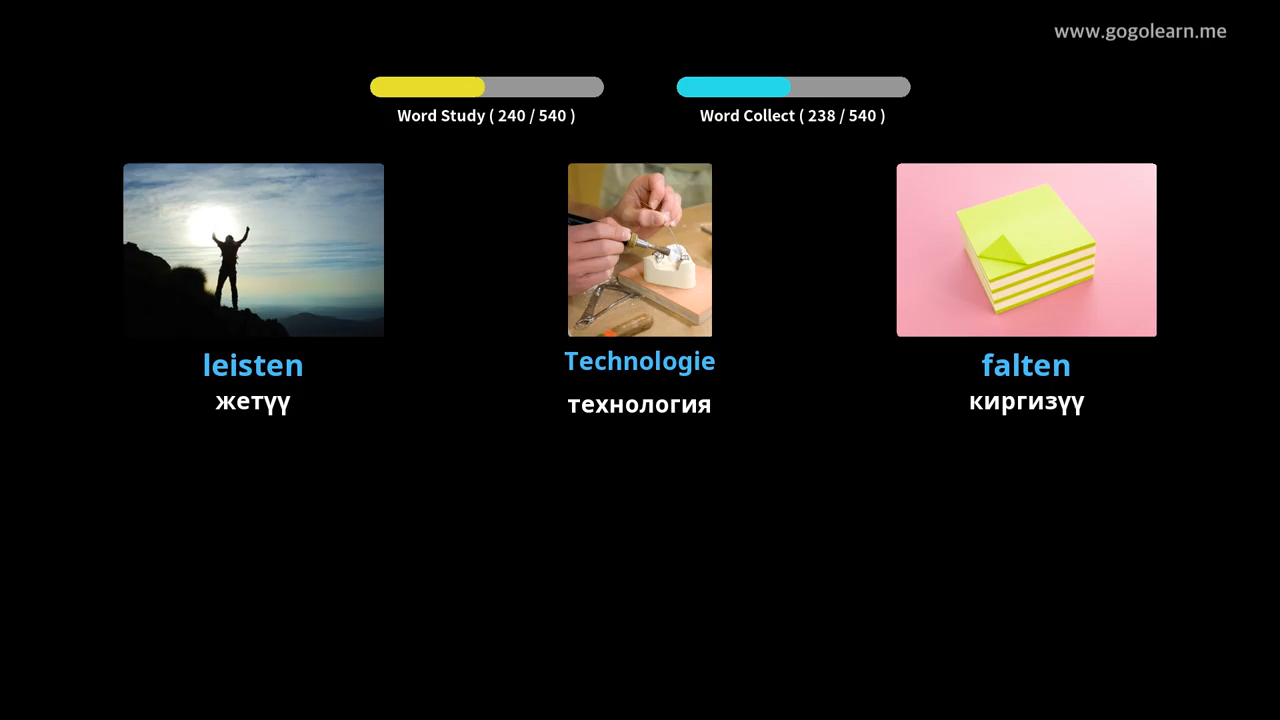 www.gogolearn.me
Word Study ( 240 / 540 )
Word Collect ( 238 / 540 )
leisten
жетүү
Technologie
технология
falten
киргизүү